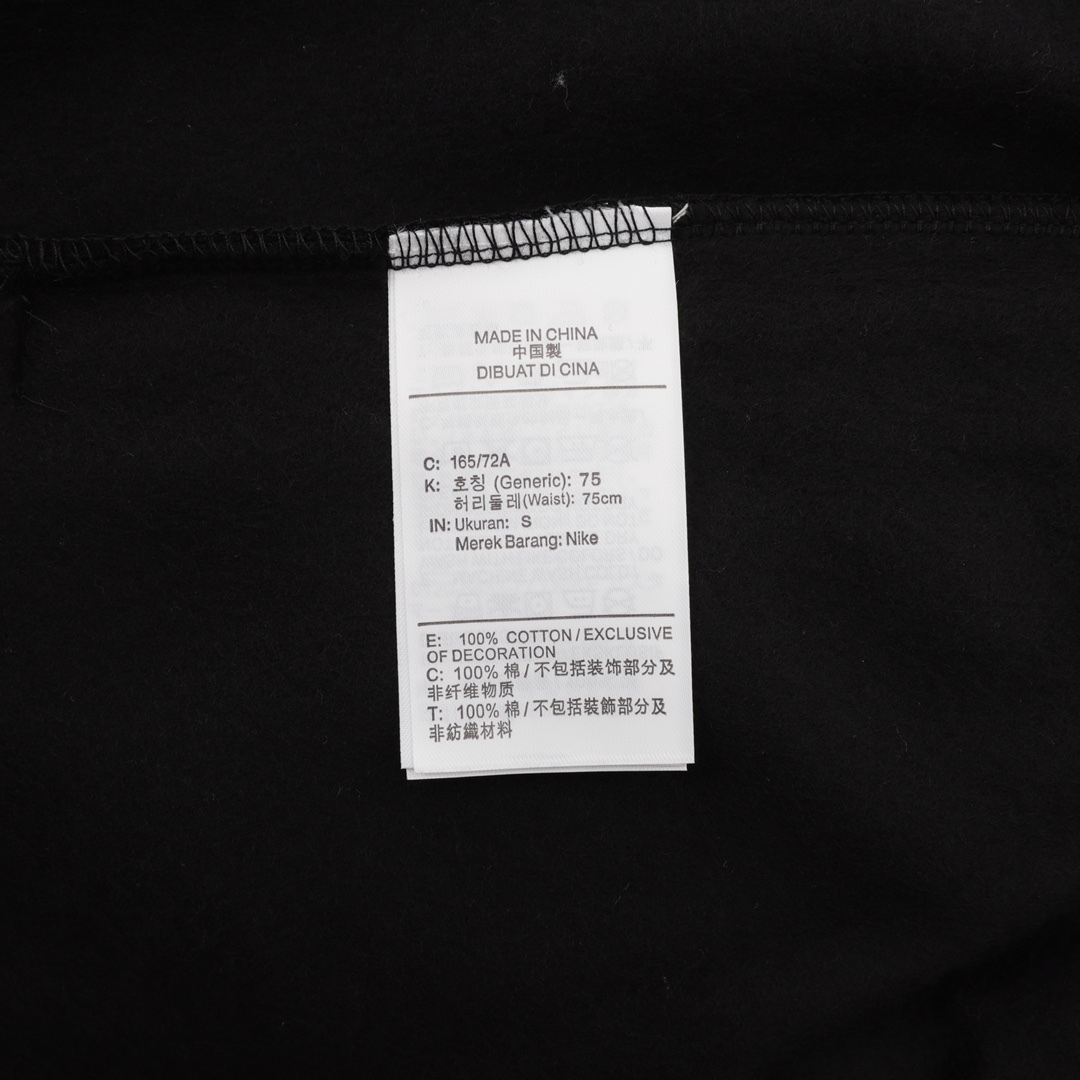 MADE IN CHINA
中国製
DIBUAT DI CINA
C: 165/72A
K: 호칭 (Generic): 75
허리둘레(Waist): 75cm
IN: Ukuran: S
Merek Barang: Nike
E: 100% COTTON / EXCLUSIVE
OF DECORATION
C: 100% 棉 / 不包括装饰部分及
非纤维物质
T: 100% 棉 / 不包括裝飾部分及
非紡織材料